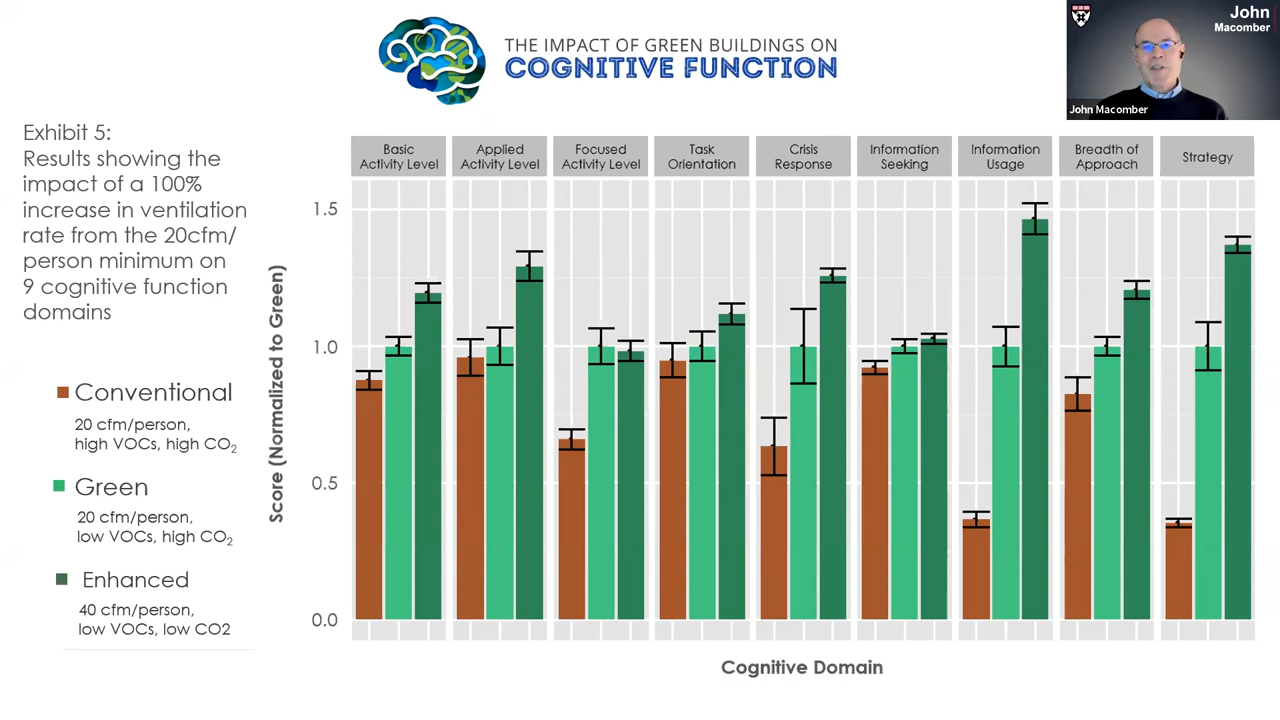 THE IMPACT OF GREEN BUILDINGS ON
COGNITIVE FUNCTION
John
Macomber
John Macomber
Exhibit 5:
Results showing the
impact of a 100%
increase in ventilation
rate from the 20cfm/
person minimum on
9 cognitive function
domains
Conventional
20 cfm/person,
high VOCs, high CO₂
Green
20 cfm/person,
low VOCs, high CO₂
Enhanced
40 cfm/person,
low VOCs, low CO2
Basic
Activity Level
Applied
Activity Level
Focused
Activity Level
Task
Orientation
Crisis
Response
Information
Seeking
Information
Usage
Breadth of
Approach
Strategy
Score (Normalized to Green)
1.5
1.0
0.5
0.0
Cognitive Domain